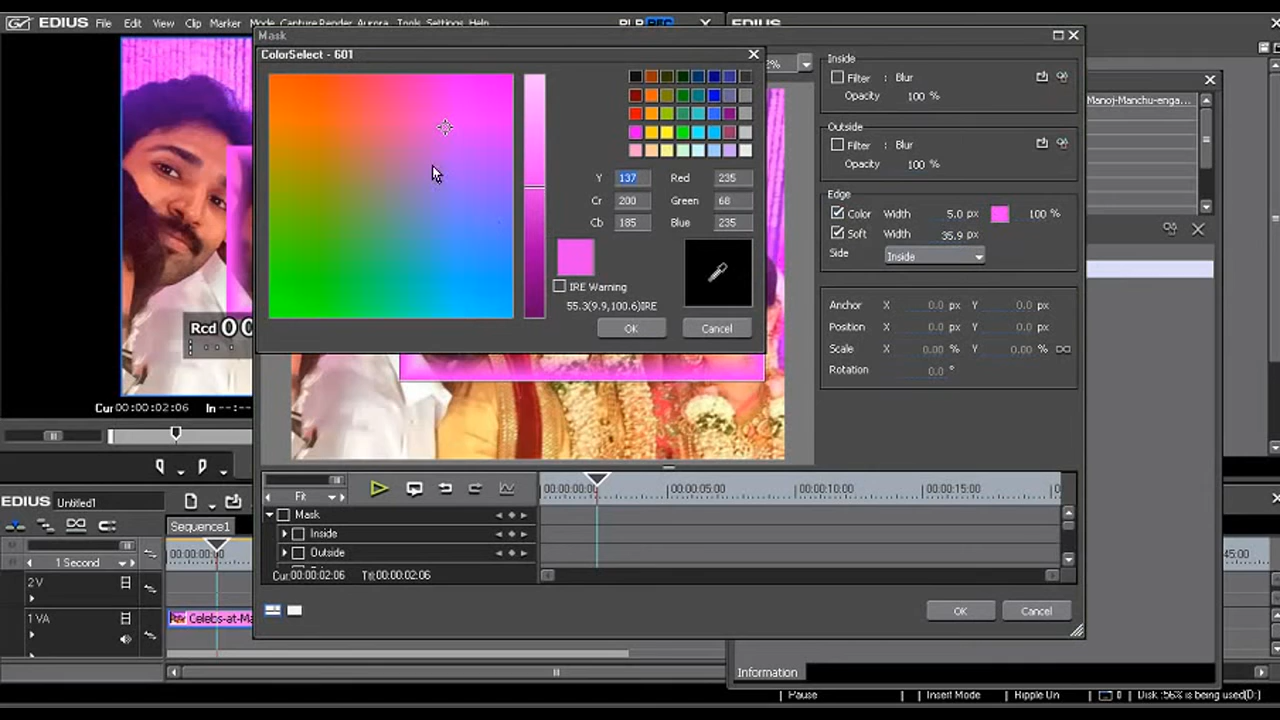 EDIUS File Edit View Clip Marker Mode Capture Render Aurora Tools Settings Help
PLR REC
EDIUS
Mask
ColorSelect - 601
Y 137 Red 235
Cr 200 Green 68
Cb 185 Blue 235
IRE Warning
55.3(9.9,100.6)IRE
OK Cancel
Inside
Filter : Blur
Opacity 100 %
Outside
Filter : Blur
Opacity 100 %
Edge
Color Width 5.0 px 100 %
Soft Width 35.9 px
Side Inside
Anchor X 0.0 px Y 0.0 px
Position X 0.0 px Y 0.0 px
Scale X 0.00 % Y 0.00 %
Rotation 0.0 °
Manoj-Manchu-enga...
Rcd 00
Cur 00:00:02:06 In --:--
Fit
00:00:00:0 00:00:05:00 00:00:10:00 00:00:15:00
Mask
Inside
Outside
Cur:00:00:02:06 Ttl:00:00:02:06
OK Cancel
EDIUS Untitled1
Sequence1
1 Second
00:00:00:00
45:00
2 V
1 VA
Celebs-at-Ma
Information
Pause Insert Mode Ripple On 0 Disk :56% is being used(D:)